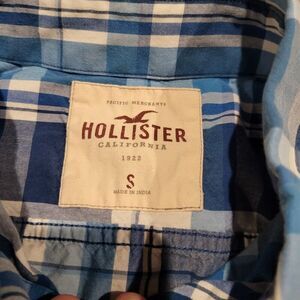 PACIFIC MERCHANTS
HOLLISTER
CALIFORNIA
1922
S
MADE IN INDIA